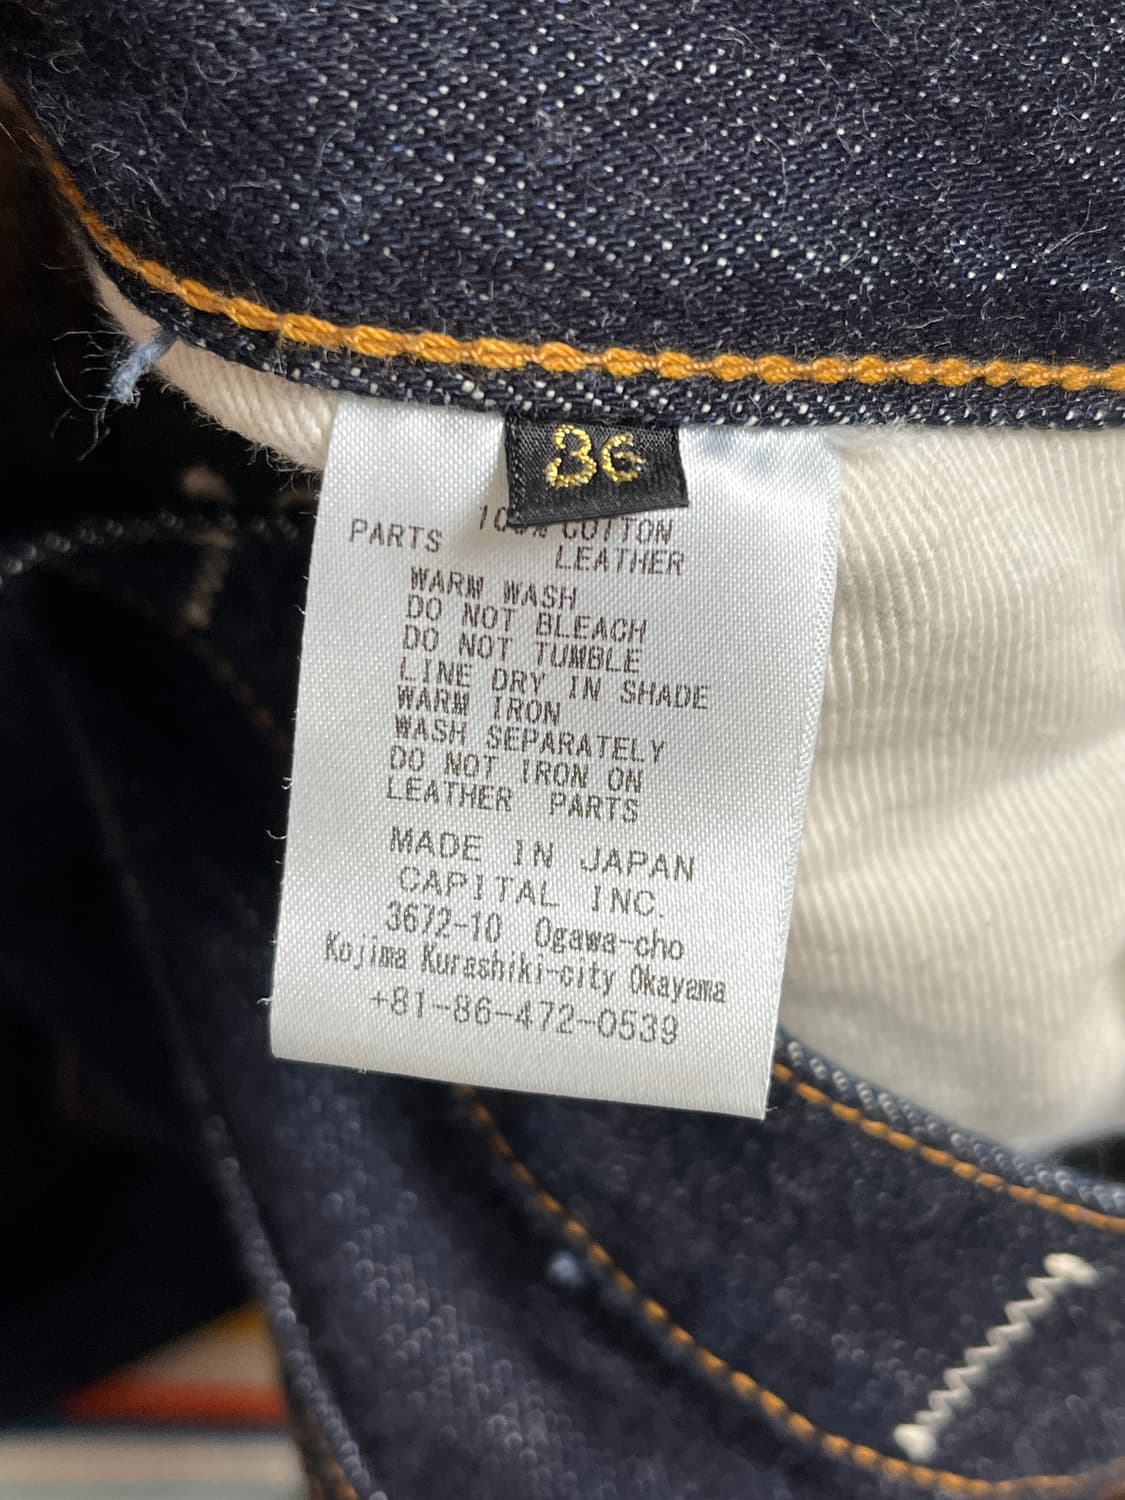 36
100% COTTON
PARTS LEATHER
WARM WASH
DO NOT BLEACH
DO NOT TUMBLE
LINE DRY IN SHADE
WARM IRON
WASH SEPARATELY
DO NOT IRON ON
LEATHER PARTS
MADE IN JAPAN
CAPITAL INC.
3672-10 Ogawa-cho
Kojima Kurashiki-city Okayama
+81-86-472-0539